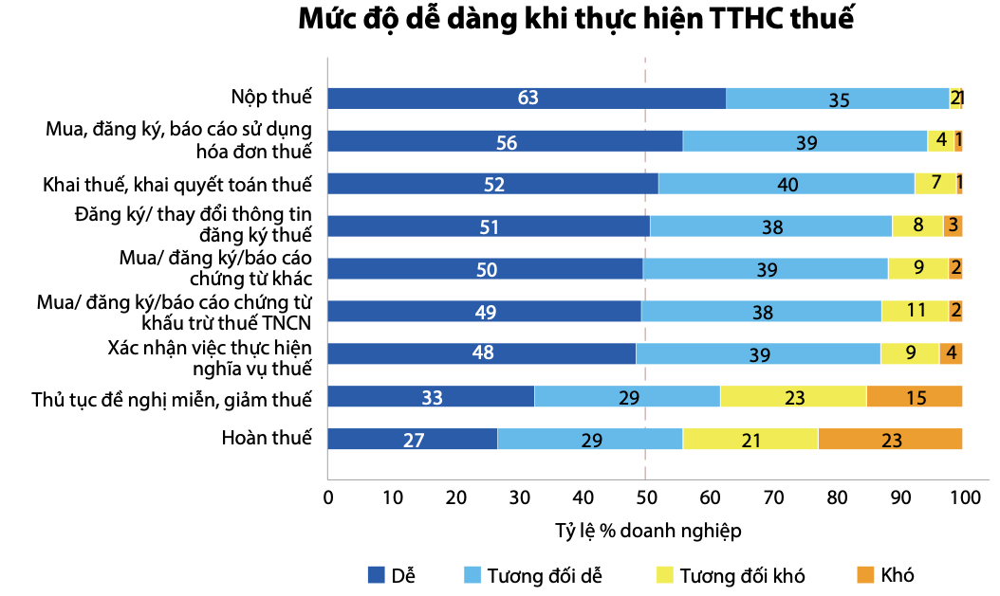 Mức độ dễ dàng khi thực hiện TTHC thuế
Nộp thuế
63 35 2 1
Mua, đăng ký, báo cáo sử dụng
hóa đơn thuế
56 39 4 1
Khai thuế, khai quyết toán thuế
52 40 7 1
Đăng ký/ thay đổi thông tin
đăng ký thuế
51 38 8 3
Mua/ đăng ký/báo cáo
chứng từ khác
50 39 9 2
Mua/ đăng ký/báo cáo chứng từ
khấu trừ thuế TNCN
49 38 11 2
Xác nhận việc thực hiện
nghĩa vụ thuế
48 39 9 4
Thủ tục đề nghị miễn, giảm thuế
33 29 23 15
Hoàn thuế
27 29 21 23
0 10 20 30 40 50 60 70 80 90 100
Tỷ lệ % doanh nghiệp
Dễ Tương đối dễ Tương đối khó Khó